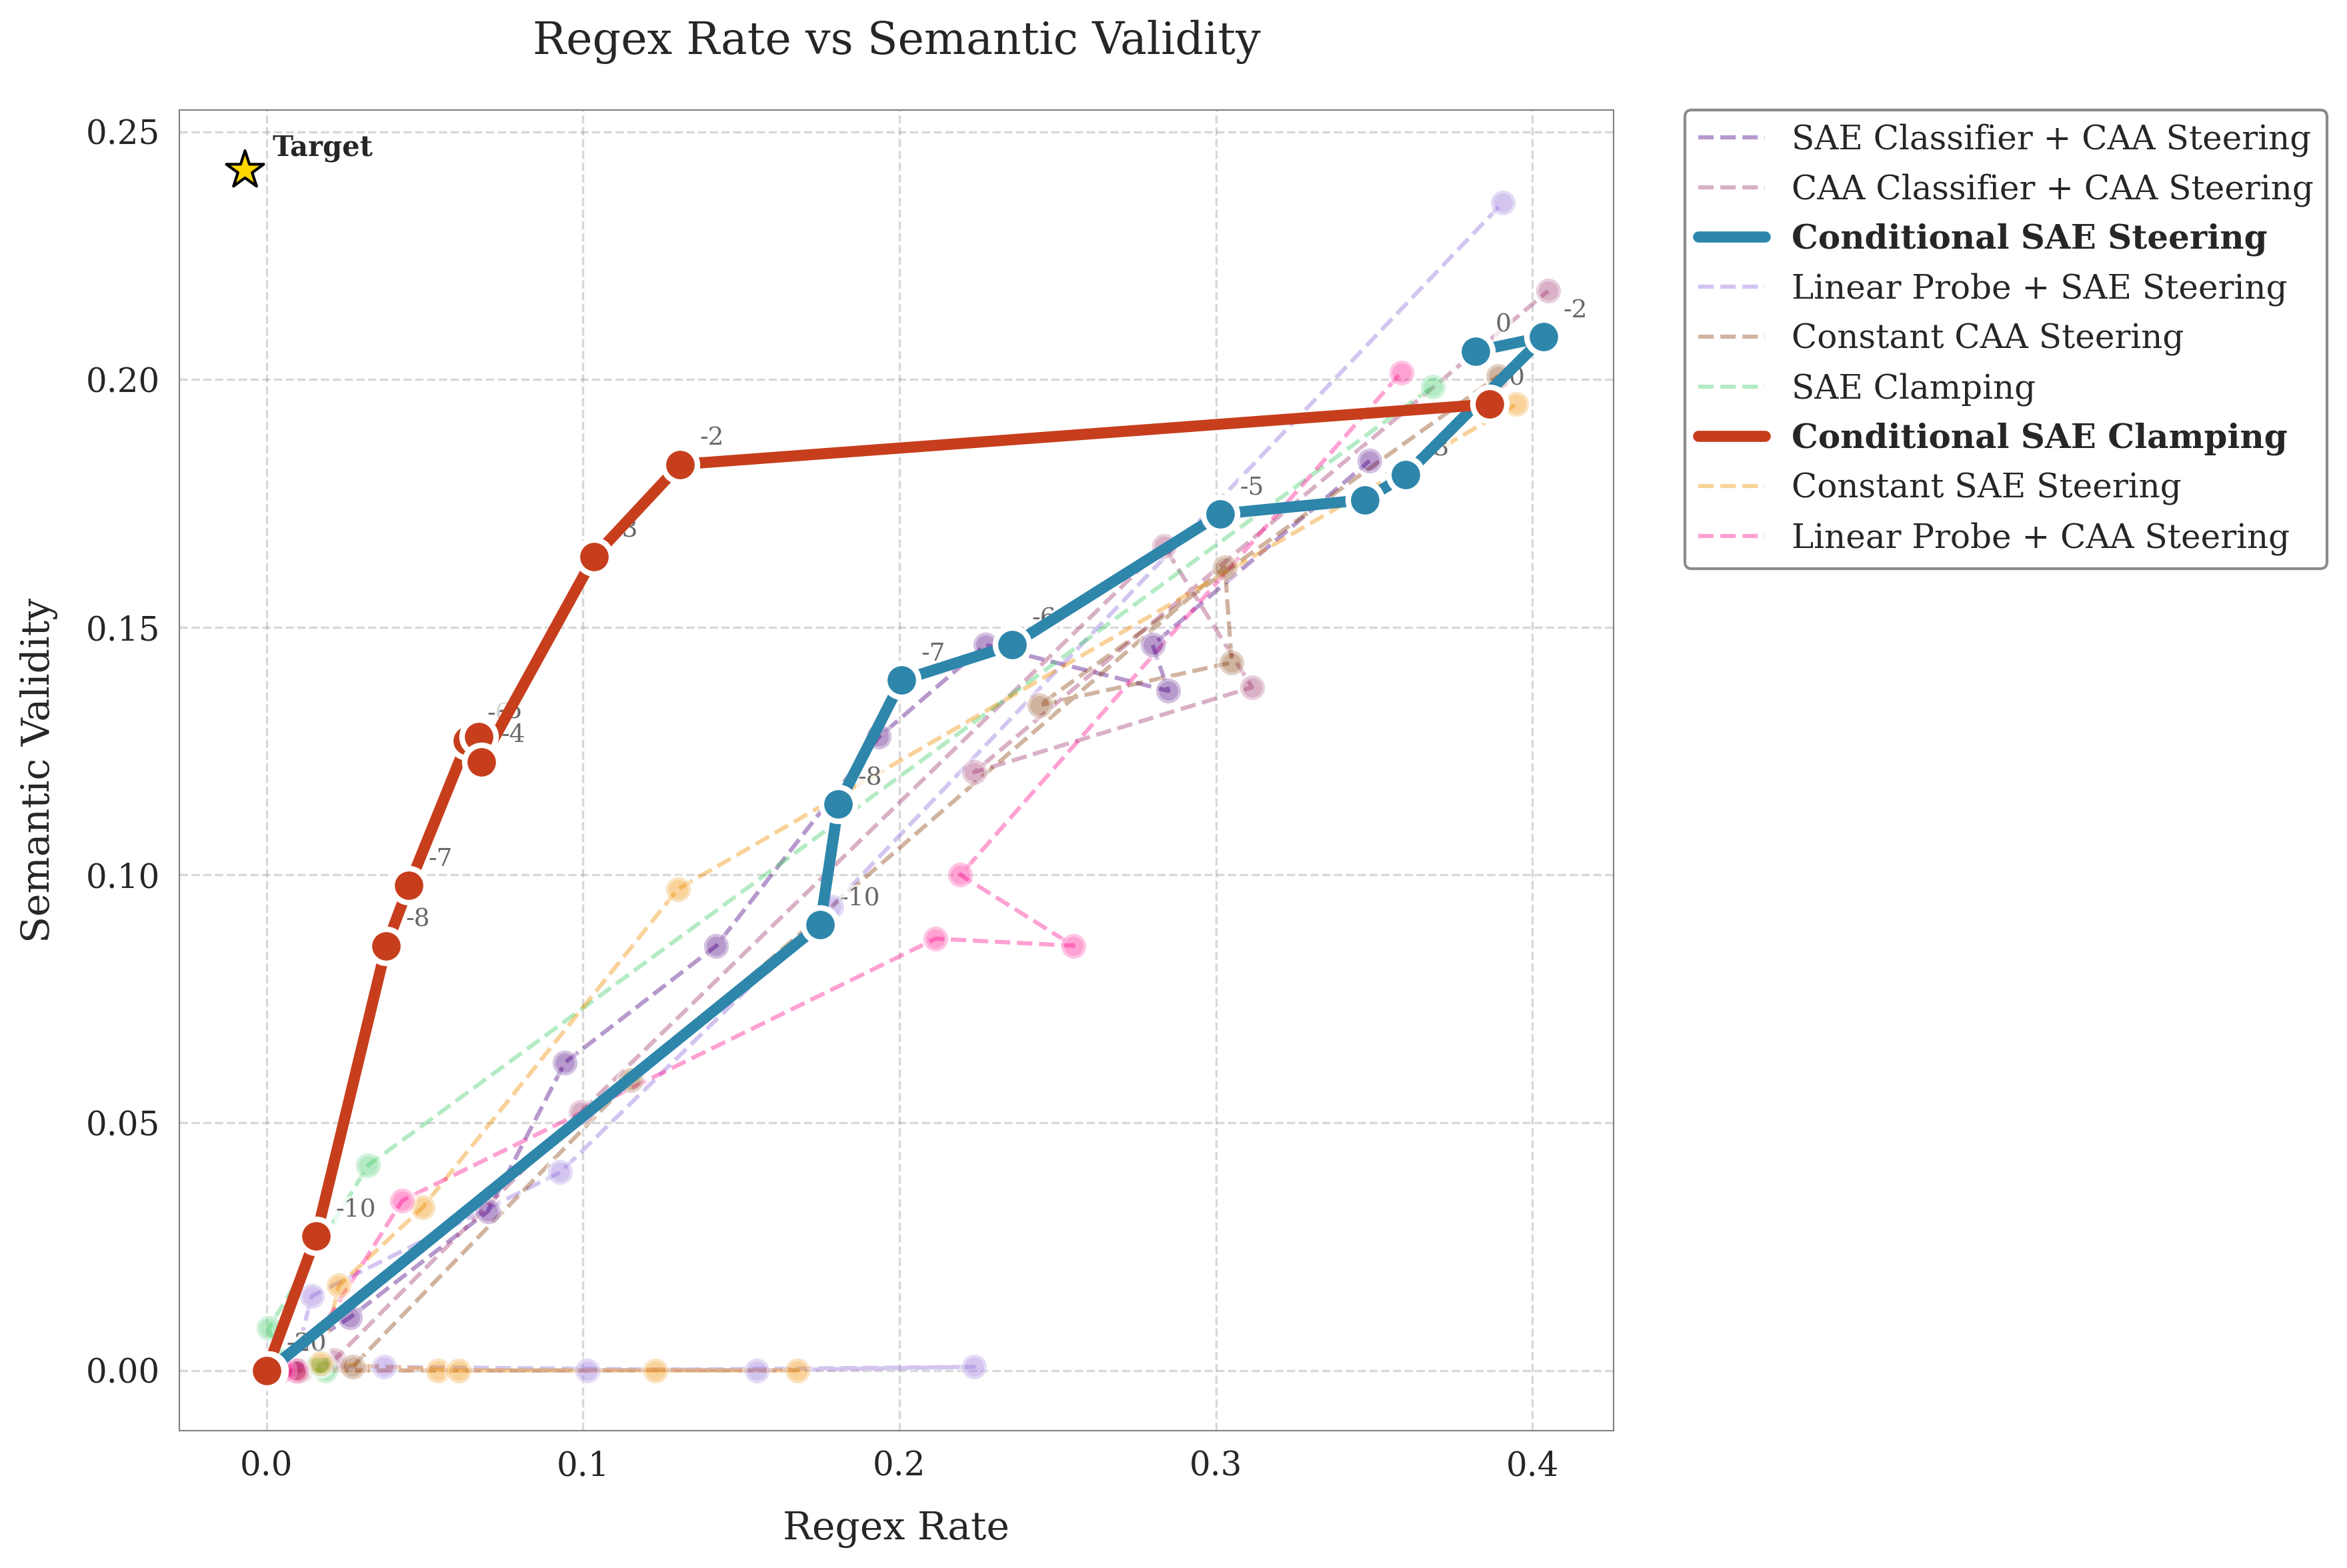 Regex Rate vs Semantic Validity
Target
SAE Classifier + CAA Steering
CAA Classifier + CAA Steering
Conditional SAE Steering
Linear Probe + SAE Steering
Constant CAA Steering
SAE Clamping
Conditional SAE Clamping
Constant SAE Steering
Linear Probe + CAA Steering
Semantic Validity
0.25
0.20
0.15
0.10
0.05
0.00
0
-2
0
-2
-5
-6
-7
-4
-8
-7
-10
-8
-10
-20
0.0
0.1
0.2
0.3
0.4
Regex Rate